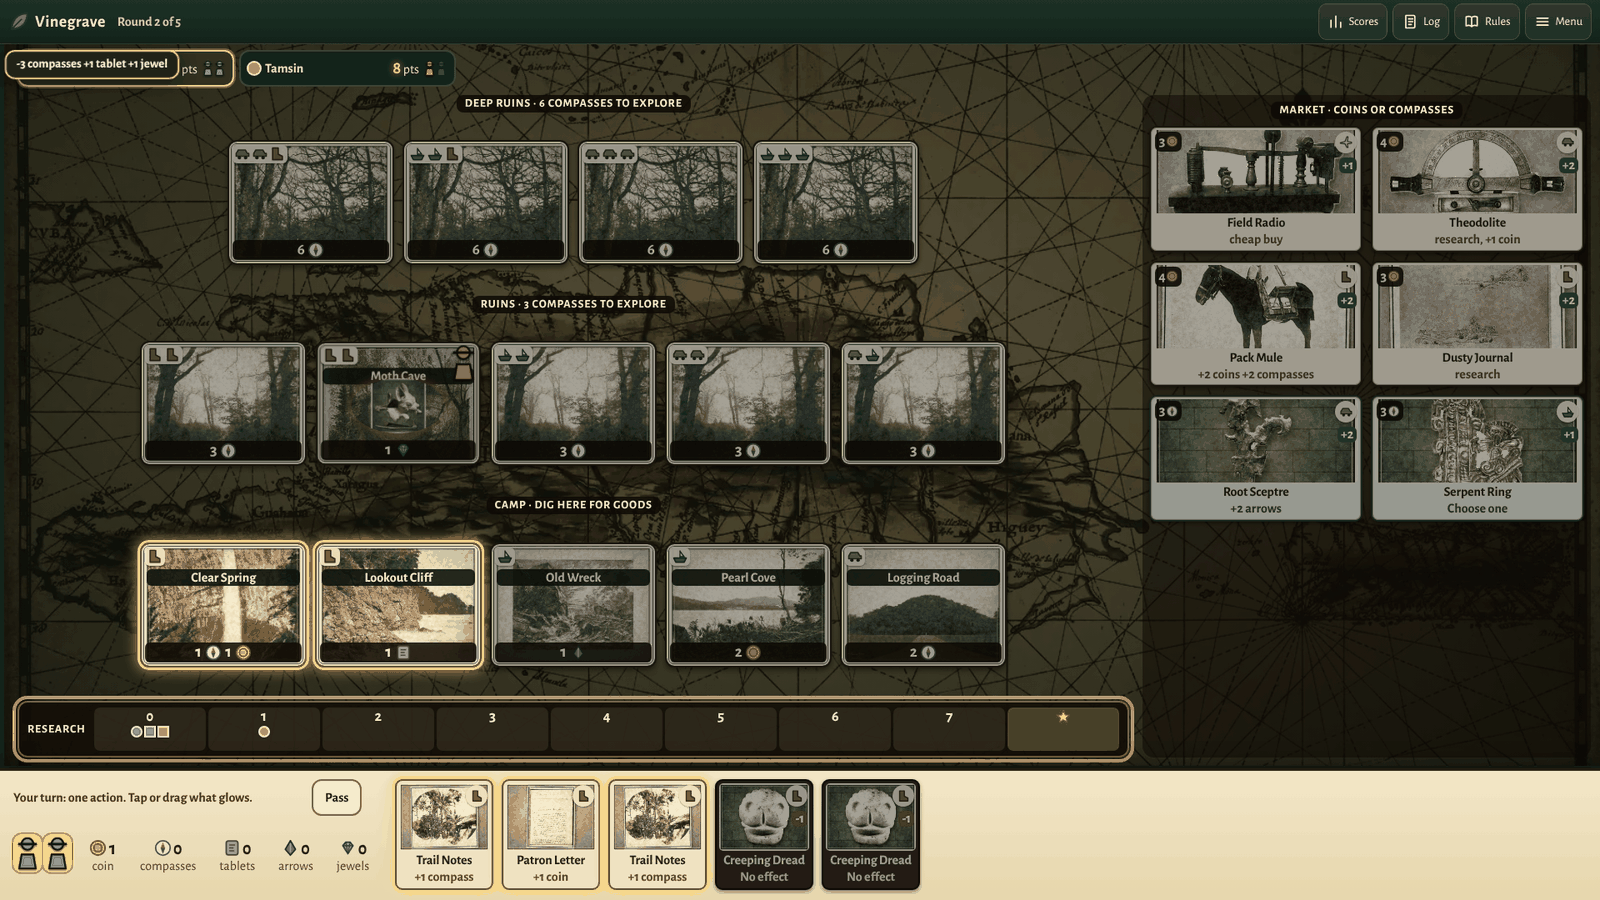 Vinegrave Round 2 of 5
Scores Log Rules Menu
-3 compasses +1 tablet +1 jewel pts
Tamsin 8 pts
DEEP RUINS · 6 COMPASSES TO EXPLORE
6 6 6 6
RUINS · 3 COMPASSES TO EXPLORE
Moth Cave
3 1 3 3 3
CAMP · DIG HERE FOR GOODS
Clear Spring Lookout Cliff Old Wreck Pearl Cove Logging Road
1 1 1 1 2 2
MARKET · COINS OR COMPASSES
3 +1 4 +2
Field Radio Theodolite
cheap buy research, +1 coin
4 +2 3 +2
Pack Mule Dusty Journal
+2 coins +2 compasses research
3 +2 3 +1
Root Sceptre Serpent Ring
+2 arrows Choose one
RESEARCH 0 1 2 3 4 5 6 7 ★
Your turn: one action. Tap or drag what glows.
Pass
1 0 0 0 0
coin compasses tablets arrows jewels
-1 -1
Trail Notes Patron Letter Trail Notes Creeping Dread Creeping Dread
+1 compass +1 coin +1 compass No effect No effect